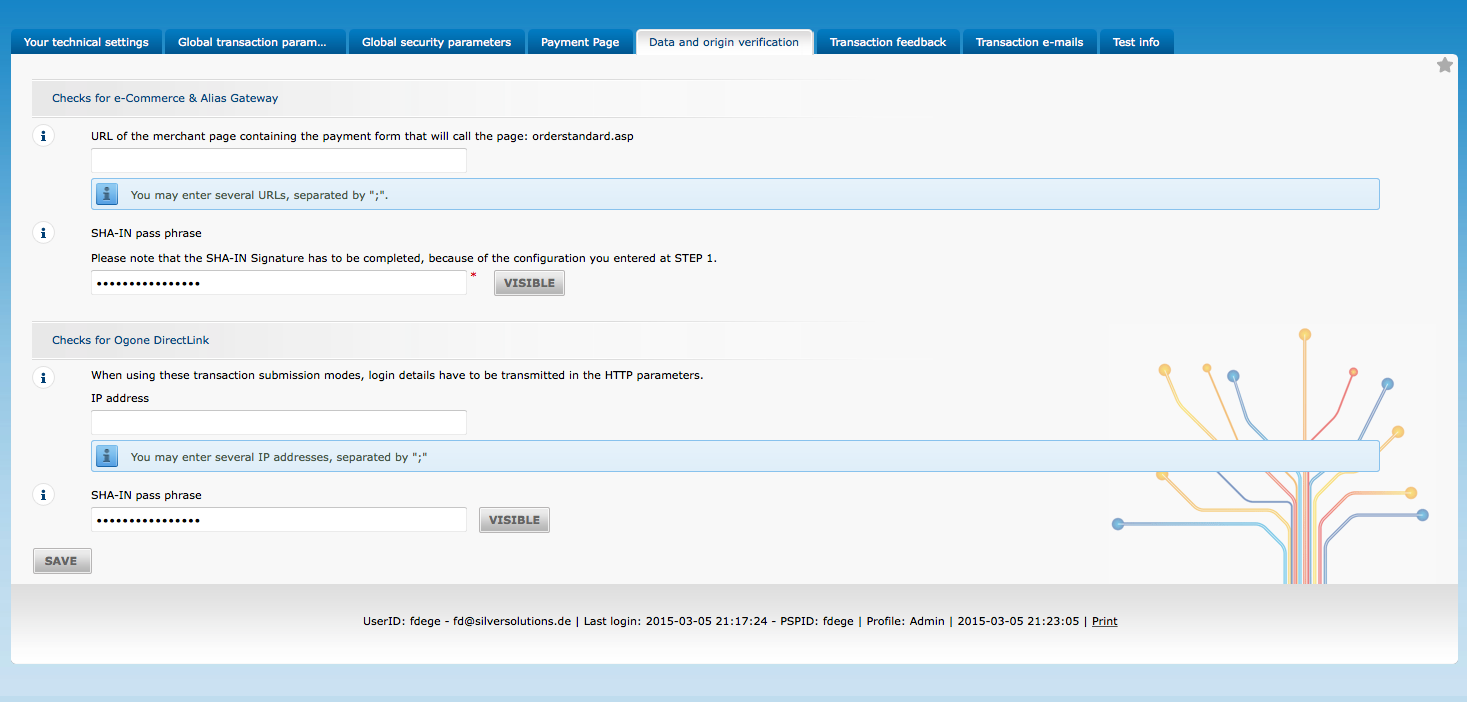 Your technical settings
Global transaction param...
Global security parameters
Payment Page
Data and origin verification
Transaction feedback
Transaction e-mails
Test info
Checks for e-Commerce & Alias Gateway
i
URL of the merchant page containing the payment form that will call the page: orderstandard.asp
i
You may enter several URLs, separated by ";".
i
SHA-IN pass phrase
Please note that the SHA-IN Signature has to be completed, because of the configuration you entered at STEP 1.
•••••••••••••••• *
VISIBLE
Checks for Ogone DirectLink
i
When using these transaction submission modes, login details have to be transmitted in the HTTP parameters.
IP address
i
You may enter several IP addresses, separated by ";"
i
SHA-IN pass phrase
••••••••••••••••
VISIBLE
SAVE
UserID: fdege - fd@silversolutions.de | Last login: 2015-03-05 21:17:24 - PSPID: fdege | Profile: Admin | 2015-03-05 21:23:05 | Print